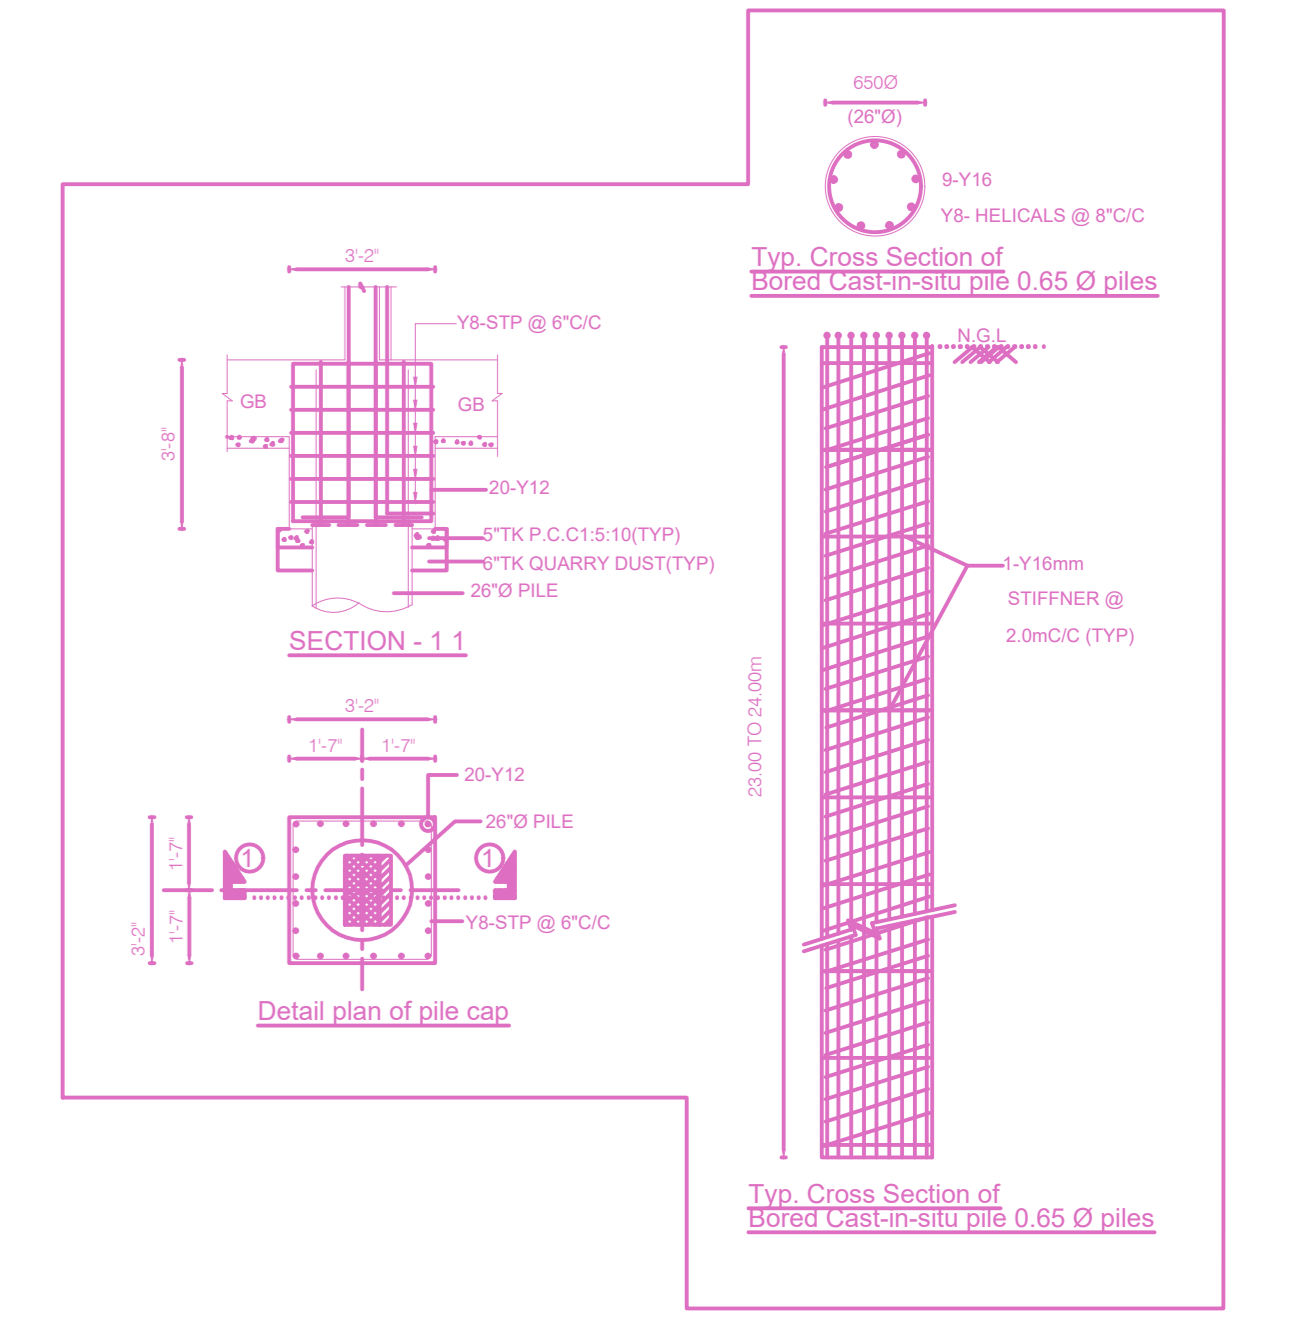 650Ø
(26"Ø)
9-Y16
Y8- HELICALS @ 8"C/C
Typ. Cross Section of
Bored Cast-in-situ pile 0.65 Ø piles
3'-2"
Y8-STP @ 6"C/C
GB
GB
3'-8"
20-Y12
5"TK P.C.C1:5:10(TYP)
6"TK QUARRY DUST(TYP)
26"Ø PILE
SECTION - 1 1
3'-2"
1'-7"
1'-7"
20-Y12
26"Ø PILE
1
1
1'-7"
1'-7"
3'-2"
Y8-STP @ 6"C/C
Detail plan of pile cap
N.G.L
1-Y16mm
STIFFNER @
2.0mC/C (TYP)
23.00 TO 24.00m
Typ. Cross Section of
Bored Cast-in-situ pile 0.65 Ø piles